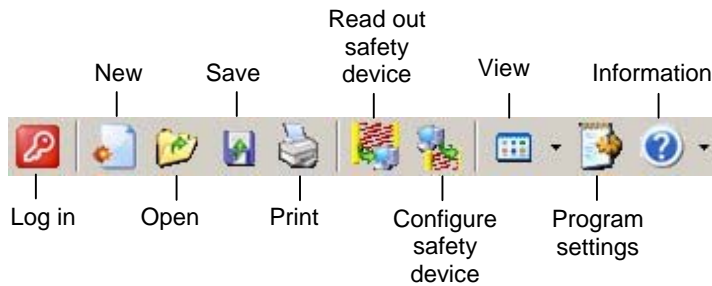 Read out
safety
device
New
Save
View
Information
Log in
Open
Print
Configure
safety
device
Program
settings